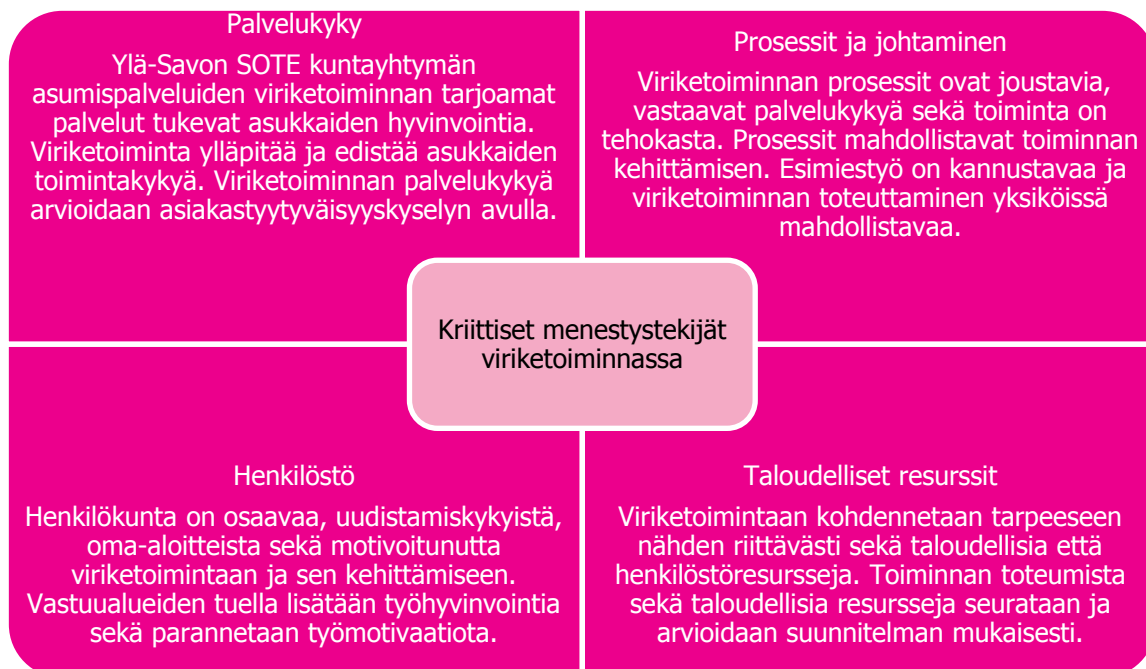 Palvelukyky
Ylä-Savon SOTE kuntayhtymän
asumispalveluiden viriketoiminnan tarjoamat
palvelut tukevat asukkaiden hyvinvointia.
Viriketoiminta ylläpitää ja edistää asukkaiden
toimintakykyä. Viriketoiminnan palvelukykyä
arvioidaan asiakastyytyväisyyskyselyn avulla.
Prosessit ja johtaminen
Viriketoiminnan prosessit ovat joustavia,
vastaavat palvelukykyä sekä toiminta on
tehokasta. Prosessit mahdollistavat toiminnan
kehittämisen. Esimiestyö on kannustavaa ja
viriketoiminnan toteuttaminen yksiköissä
mahdollistavaa.
Kriittiset menestystekijät
viriketoiminnassa
Henkilöstö
Henkilökunta on osaavaa, uudistamiskykyistä,
oma-aloitteista sekä motivoitunutta
viriketoimintaan ja sen kehittämiseen.
Vastuualueiden tuella lisätään työhyvinvointia
sekä parannetaan työmotivaatiota.
Taloudelliset resurssit
Viriketoimintaan kohdennetaan tarpeeseen
nähden riittävästi sekä taloudellisia että
henkilöstöresursseja. Toiminnan toteumista
sekä taloudellisia resursseja seurataan ja
arvioidaan suunnitelman mukaisesti.